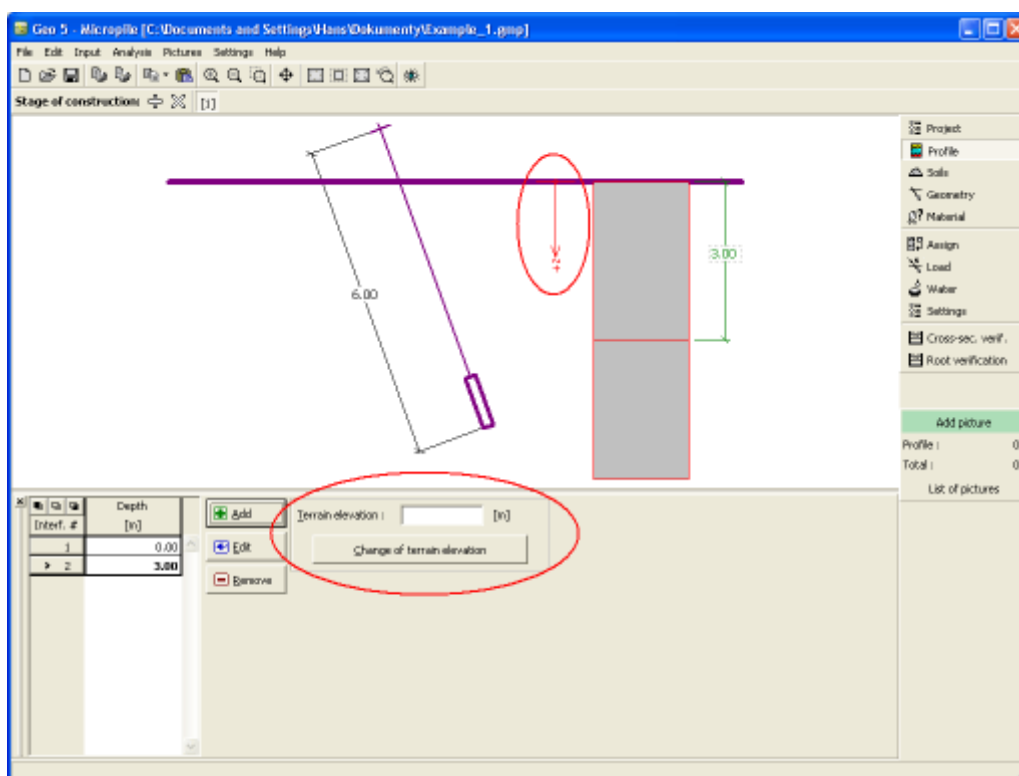 Geo 5 - Micropile [C:\Documents and Settings\Hans\Dokumenty\Example_1.gmp]
File Edit Input Analysis Pictures Settings Help
Stage of construction: [1]
Project
Profile
Soils
Geometry
Material
Assign
Load
Water
Settings
Cross-sec. verif.
Root verification
Add picture
Profile : 0
Total : 0
List of pictures
6.00
+z
3.00
Interf. # Depth [m]
1 0.00
2 3.00
Add
Edit
Remove
Terrain elevation : [m]
Change of terrain elevation